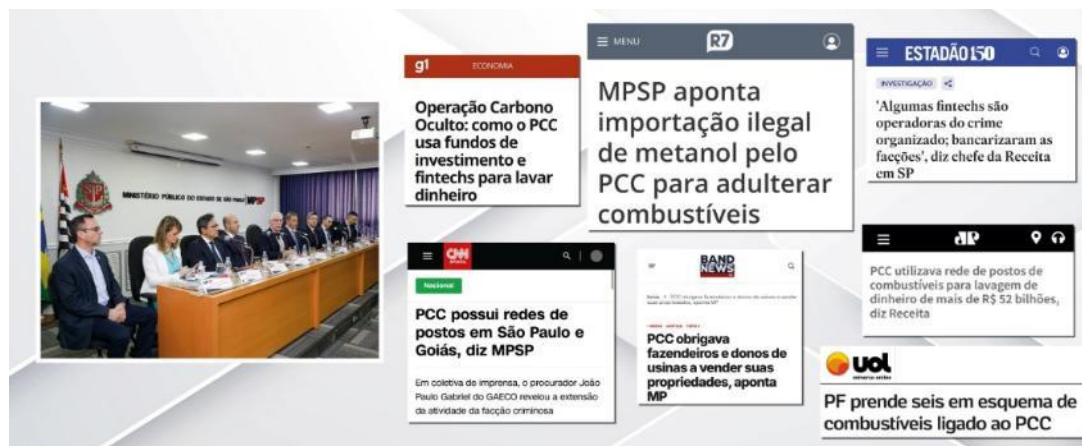 MINISTÉRIO PÚBLICO DO ESTADO DE SÃO PAULO MPSP
g1
ECONOMIA
Operação Carbono
Oculto: como o PCC
usa fundos de
investimento e
fintechs para lavar
dinheiro
MENU
R7
MPSP aponta
importação ilegal
de metanol pelo
PCC para adulterar
combustíveis
ESTADÃO 150
INVESTIGAÇÃO
'Algumas fintechs são
operadoras do crime
organizado; bancarizaram as
facções', diz chefe da Receita
em SP
CNN
BRASIL
Nacional
PCC possui redes de
postos em São Paulo e
Goiás, diz MPSP
Em coletiva de imprensa, o procurador João
Paulo Gabriel do GAECO revelou a extensão
da atividade da facção criminosa
BAND
NEWS
PCC obrigava
fazendeiros e donos de
usinas a vender suas
propriedades, aponta
MP
JP
PCC utilizava rede de postos de
combustíveis para lavagem de
dinheiro de mais de R$ 52 bilhões,
diz Receita
UOL
PF prende seis em esquema de
combustíveis ligado ao PCC